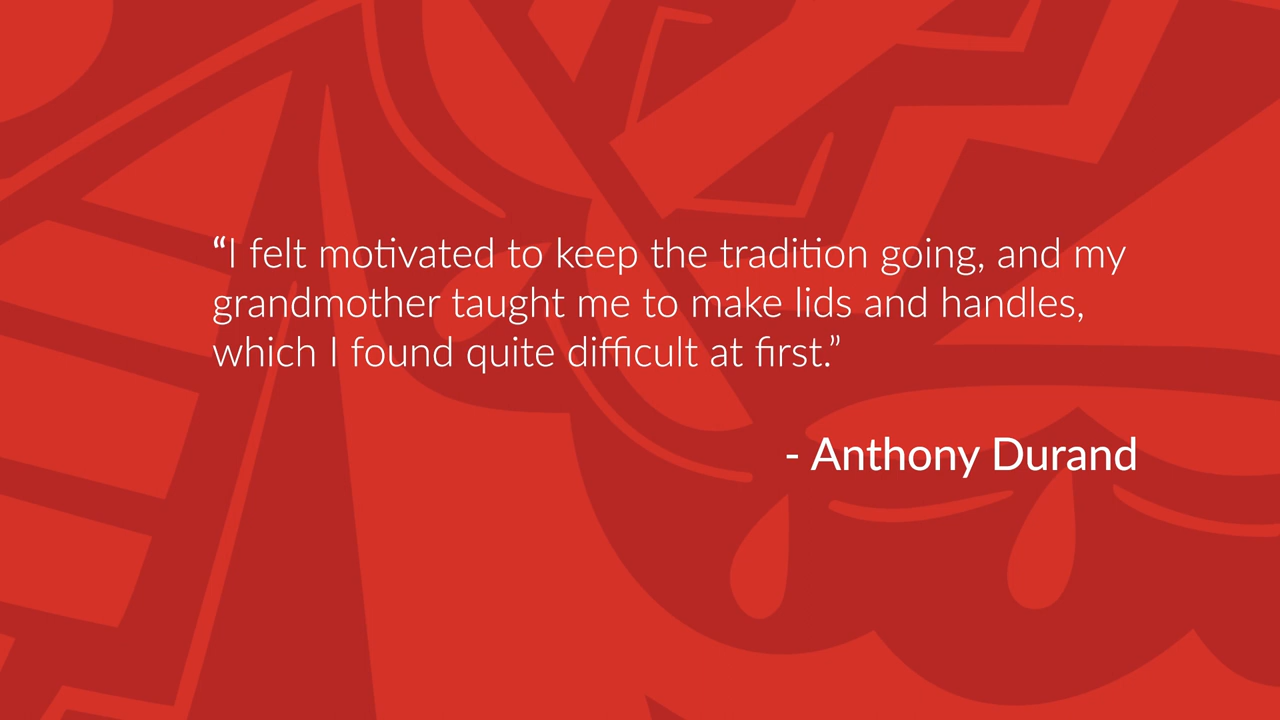 “I felt motivated to keep the tradition going, and my
grandmother taught me to make lids and handles,
which I found quite difficult at first.”
- Anthony Durand